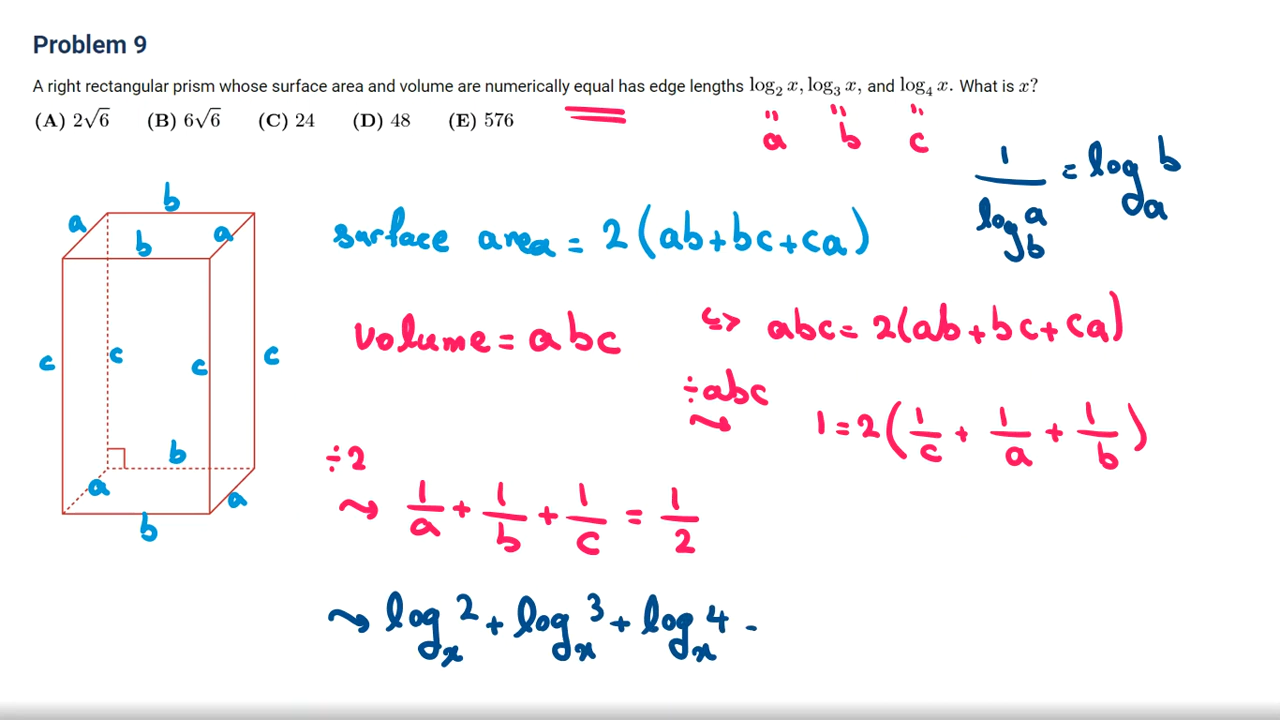 Problem 9
A right rectangular prism whose surface area and volume are numerically equal has edge lengths log₂ x, log₃ x, and log₄ x. What is x?
(A) 2√6 (B) 6√6 (C) 24 (D) 48 (E) 576
" " "
a b c
1/log_b a = log_a b
b
a b a
surface area = 2(ab+bc+ca)
c c c c
volume = abc
↪> abc = 2(ab+bc+ca)
÷abc
⤳ 1 = 2(1/c + 1/a + 1/b)
b
a a
b
÷2
⤳ 1/a + 1/b + 1/c = 1/2
⤳ log_x 2 + log_x 3 + log_x 4 -